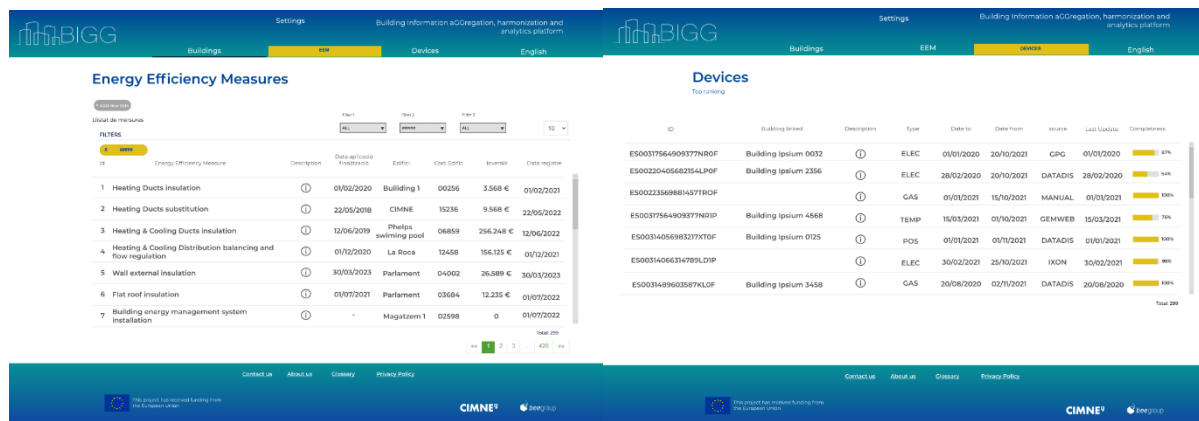 BIGG
Settings
Building Information aGGregation, harmonization and
analytics platform
Buildings
EEM
Devices
English
Energy Efficiency Measures
+ Add New EEM
Llistat de mesures
FILTERS
Filter 1
Filter 2
Filter 3
ALL
ALL
10
X
Id
Energy Efficiency Measure
Description
Data aplicació
finalització
Edifici
Codi Edifici
Inversió
Data registre
1 Heating Ducts insulation 01/02/2020 Building 1 00256 3.568 € 01/02/2021
2 Heating Ducts substitution 22/05/2018 CIMNE 15236 9.568 € 22/05/2022
3 Heating & Cooling Ducts insulation 12/06/2019 Phelps
swiming pool 06859 256.248 € 12/06/2022
4 Heating & Cooling Distribution balancing and
flow regulation 01/12/2020 La Roca 12458 156.125 € 01/12/2021
5 Wall external insulation 30/03/2023 Parlament 04002 26.589 € 30/03/2023
6 Flat roof insulation 01/07/2021 Parlament 03684 12.235 € 01/07/2022
7 Building energy management system
installation - Magatzem 1 02598 0 01/07/2022
Total: 299
«« 1 2 3 ... 428 »»
Contact us About us Glossary Privacy Policy
This project has received funding from
the European Union
CIMNE
beegroup
BIGG
Settings
Building Information aGGregation, harmonization and
analytics platform
Buildings
EEM
DEVICES
English
Devices
Top ranking
ID Building linked Description Type Date to Date from source Last Update Completness
ES00317564909377NR0F Building Ipsium 0032 ELEC 01/01/2020 20/10/2021 GPG 01/01/2020 87%
ES00220405682154LP0F Building Ipsium 2356 ELEC 28/02/2020 20/10/2021 DATADIS 28/02/2020 64%
ES00223569881457TROF GAS 01/01/2021 15/10/2021 MANUAL 01/01/2021 100%
ES00317564909377NR1P Building Ipsium 4568 TEMP 15/03/2021 01/10/2021 GEMWEB 15/03/2021 76%
ES00314056983217XT0F Building Ipsium 0125 POS 01/01/2021 01/11/2021 DATADIS 01/01/2021 100%
ES00314066314789LD1P ELEC 30/02/2021 25/10/2021 IXON 30/02/2021 98%
ES0031489603587KL0F Building Ipsium 3458 GAS 20/08/2020 02/11/2021 DATADIS 20/08/2020 100%
Total: 299
Contact us About us Glossary Privacy Policy
This project has received funding from
the European Union
CIMNE
beegroup